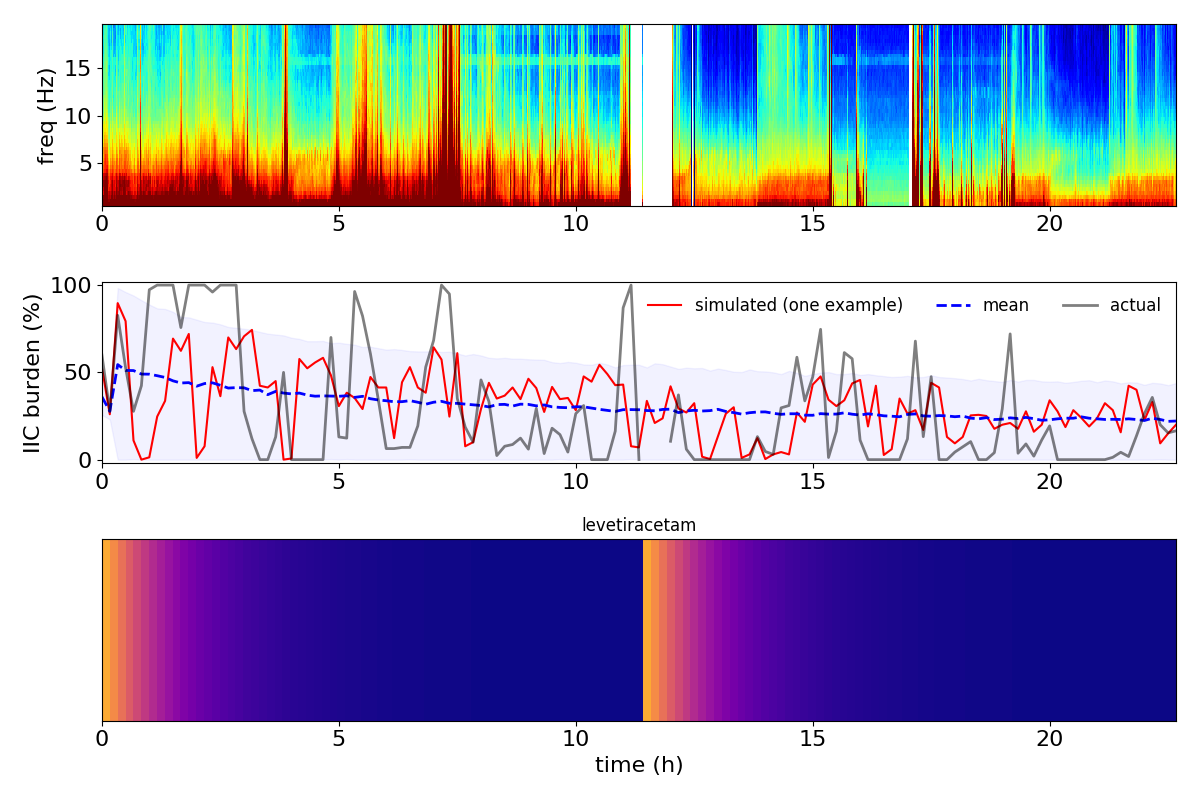 15
10
5
freq (Hz)
0 5 10 15 20
100
50
0
IIC burden (%)
simulated (one example) mean actual
0 5 10 15 20
levetiracetam
0 5 10 15 20
time (h)